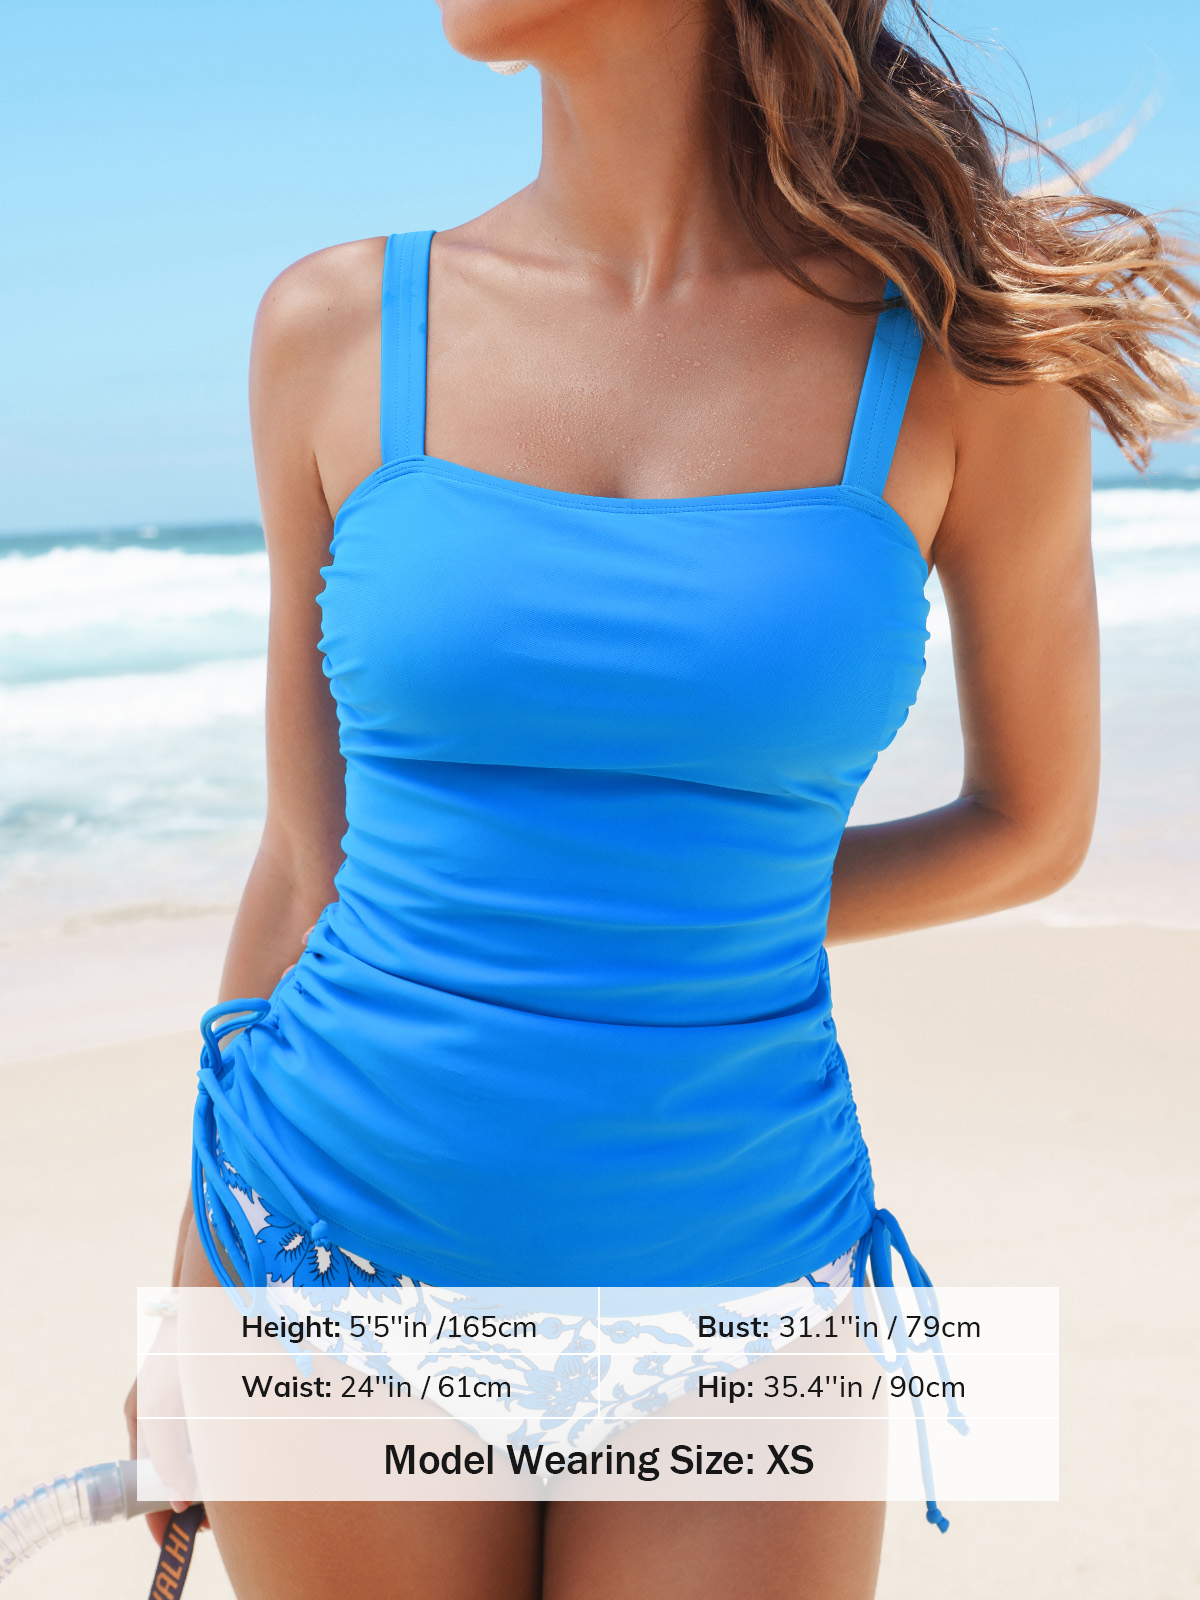 Height: 5'5''in /165cm
Bust: 31.1''in / 79cm
Waist: 24''in / 61cm
Hip: 35.4''in / 90cm
Model Wearing Size: XS